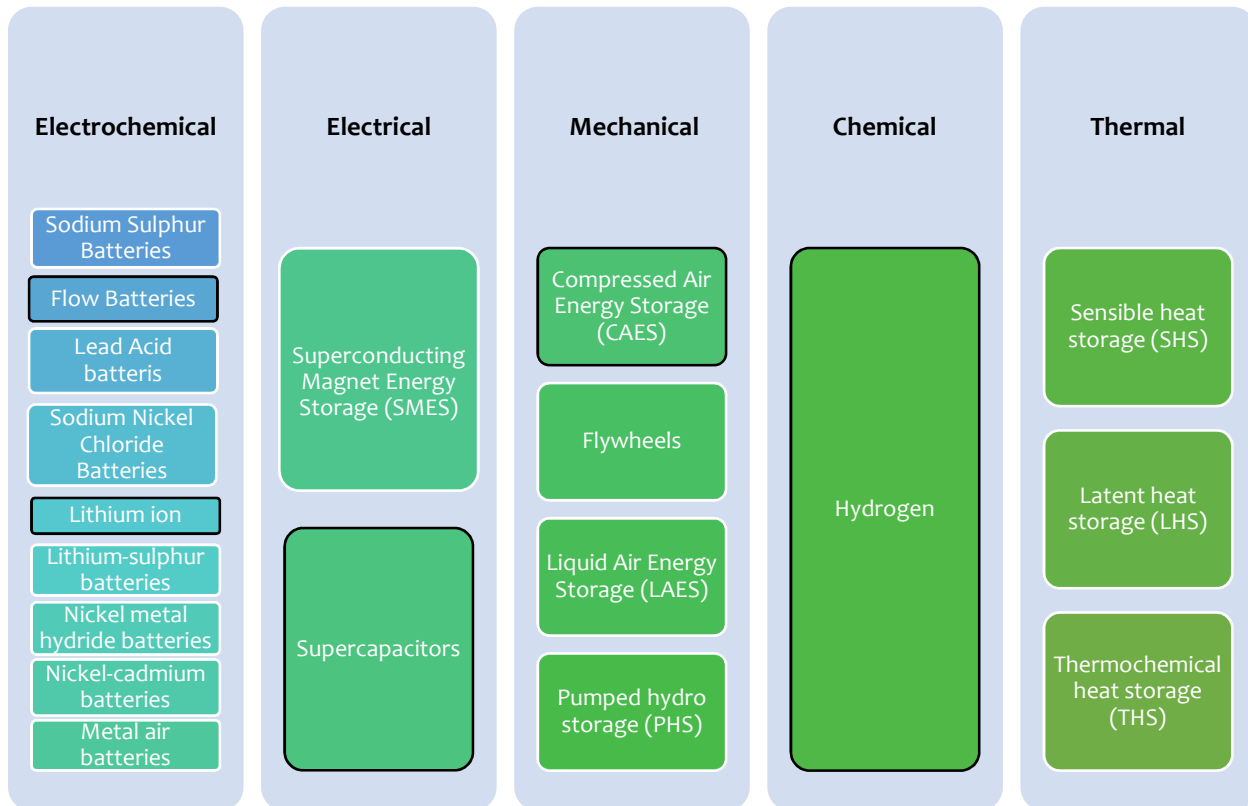 Electrochemical
Sodium Sulphur
Batteries
Flow Batteries
Lead Acid
batteris
Sodium Nickel
Chloride
Batteries
Lithium ion
Lithium-sulphur
batteries
Nickel metal
hydride batteries
Nickel-cadmium
batteries
Metal air
batteries
Electrical
Superconducting
Magnet Energy
Storage (SMES)
Supercapacitors
Mechanical
Compressed Air
Energy Storage
(CAES)
Flywheels
Liquid Air Energy
Storage (LAES)
Pumped hydro
storage (PHS)
Chemical
Hydrogen
Thermal
Sensible heat
storage (SHS)
Latent heat
storage (LHS)
Thermochemical
heat storage
(THS)